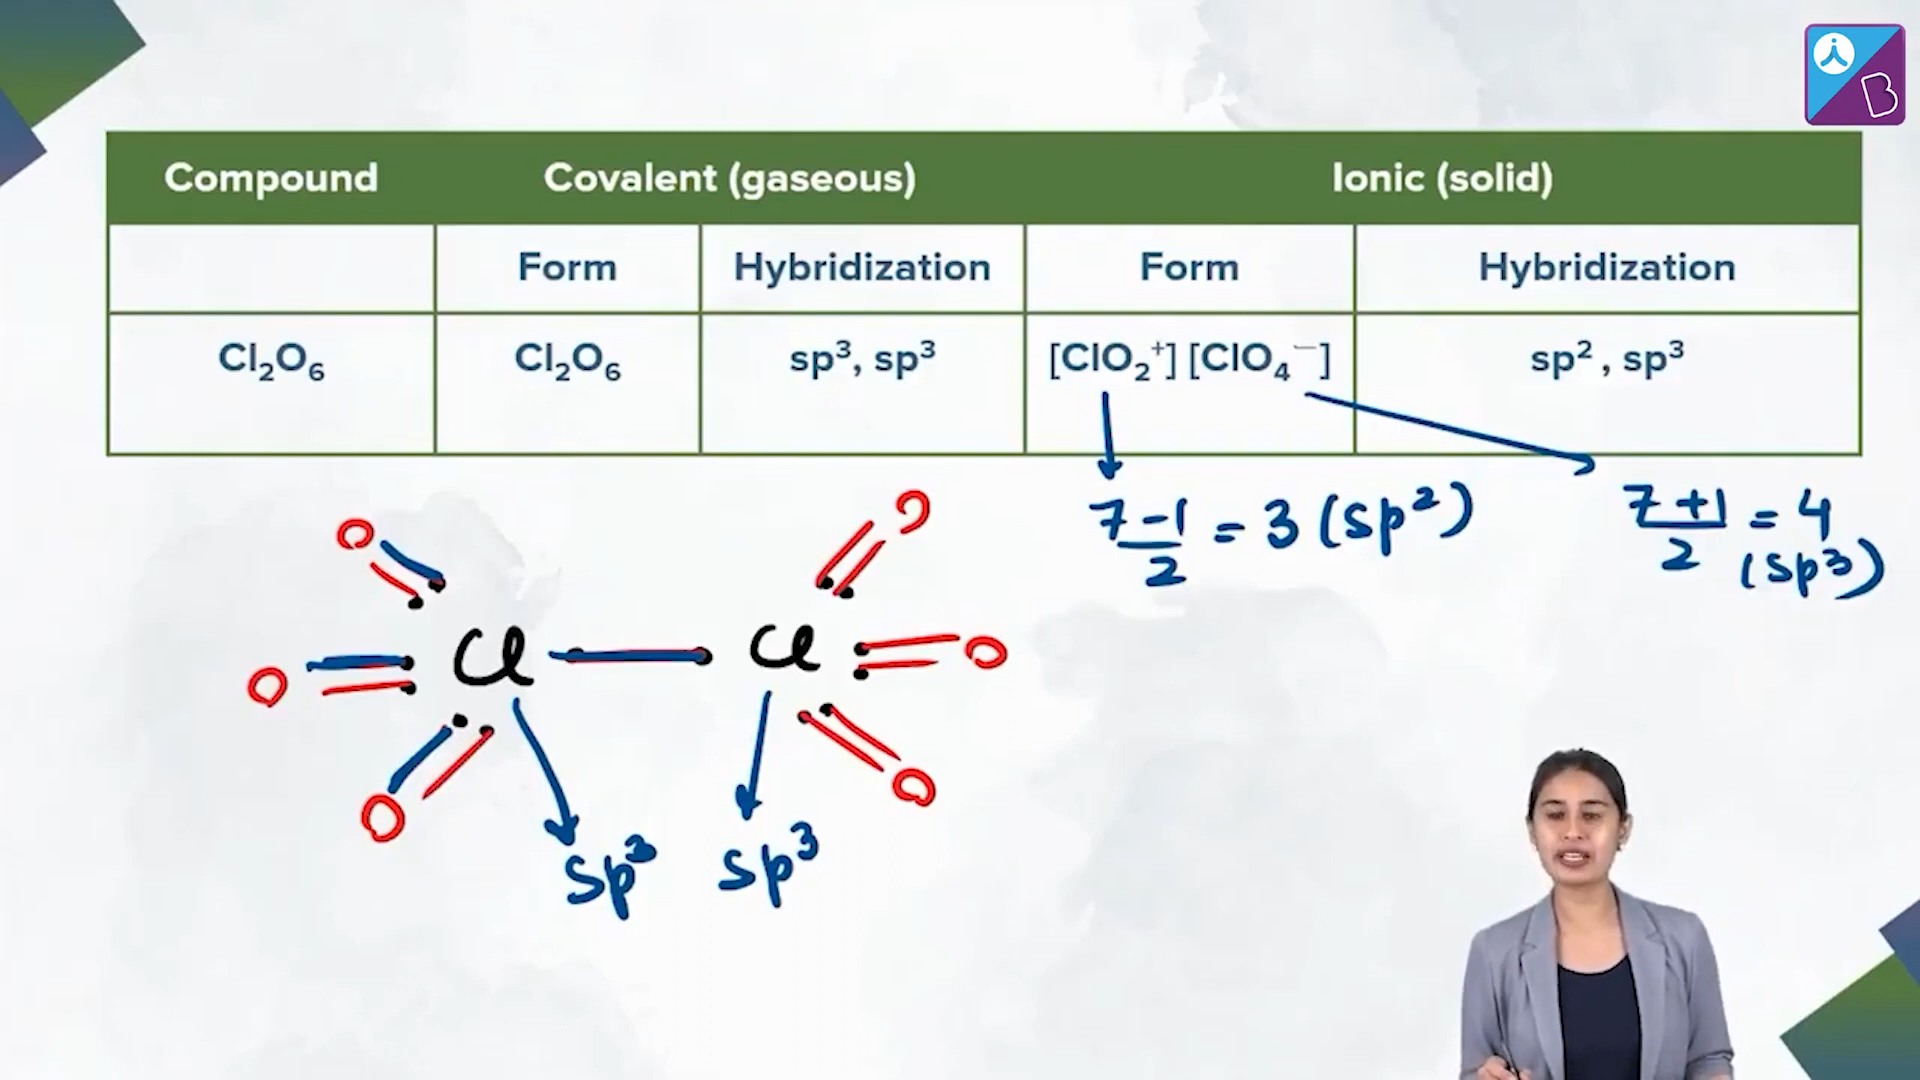 B
Compound Covalent (gaseous) Ionic (solid)
Form Hybridization Form Hybridization
Cl₂O₆ Cl₂O₆ sp³, sp³ [ClO₂⁺] [ClO₄⁻] sp² , sp³
7-1/2 = 3 (sp²)
7+1/2 = 4
(sp³)
O O
O Cl Cl O
O O
sp³ sp³